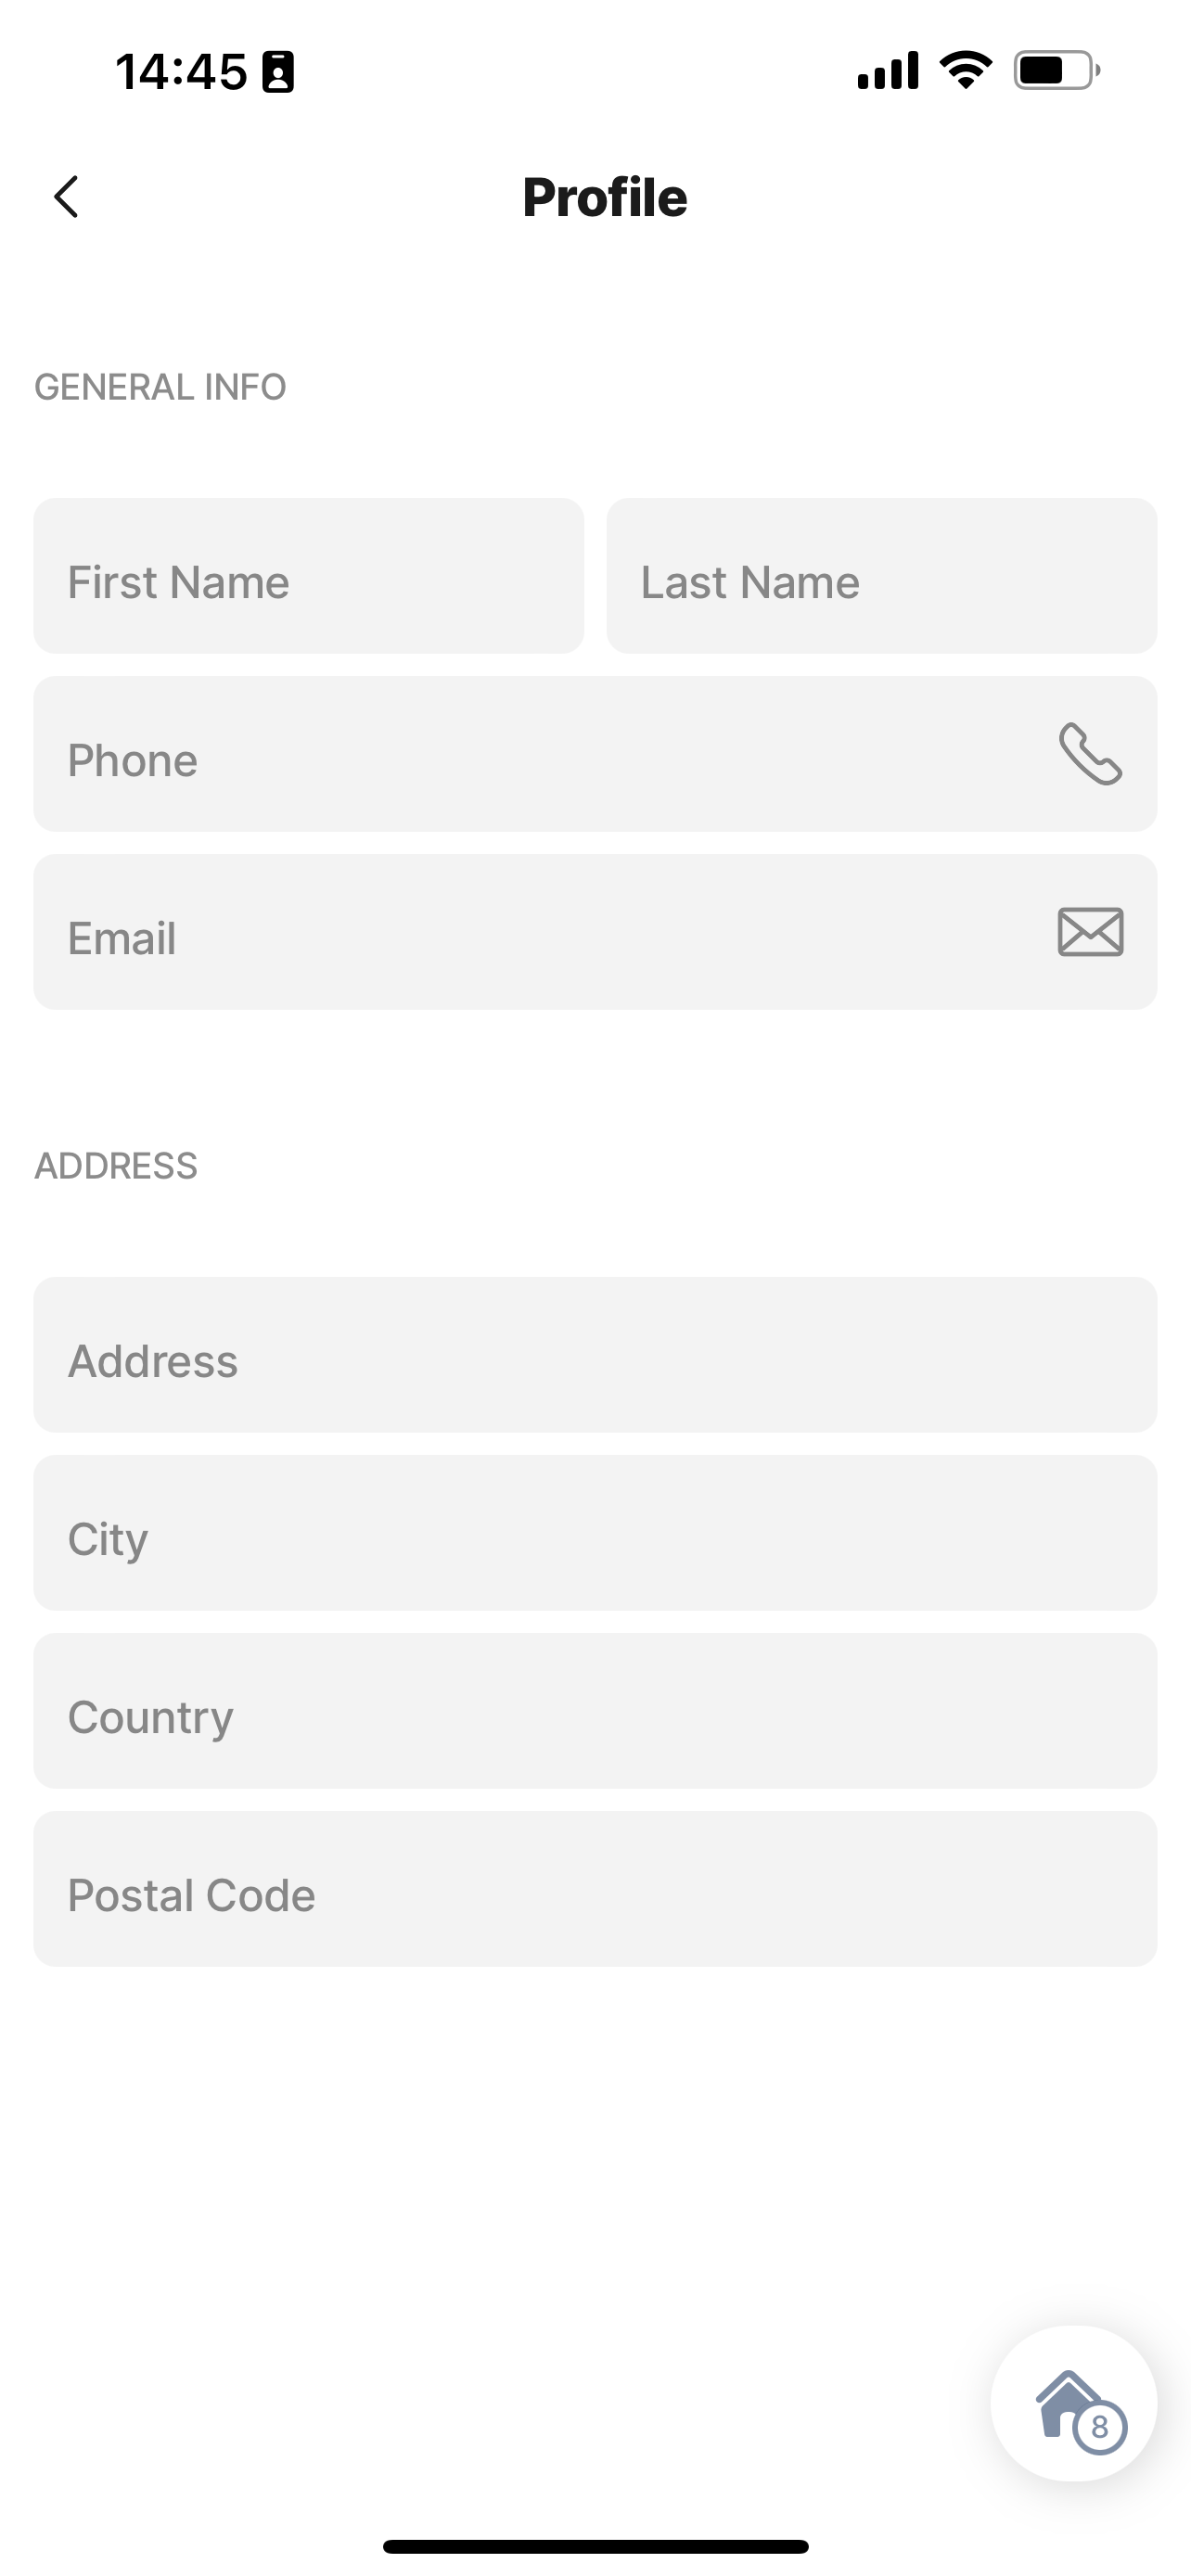 14:45
Profile
GENERAL INFO
First Name Last Name
Phone
Email
ADDRESS
Address
City
Country
Postal Code
8